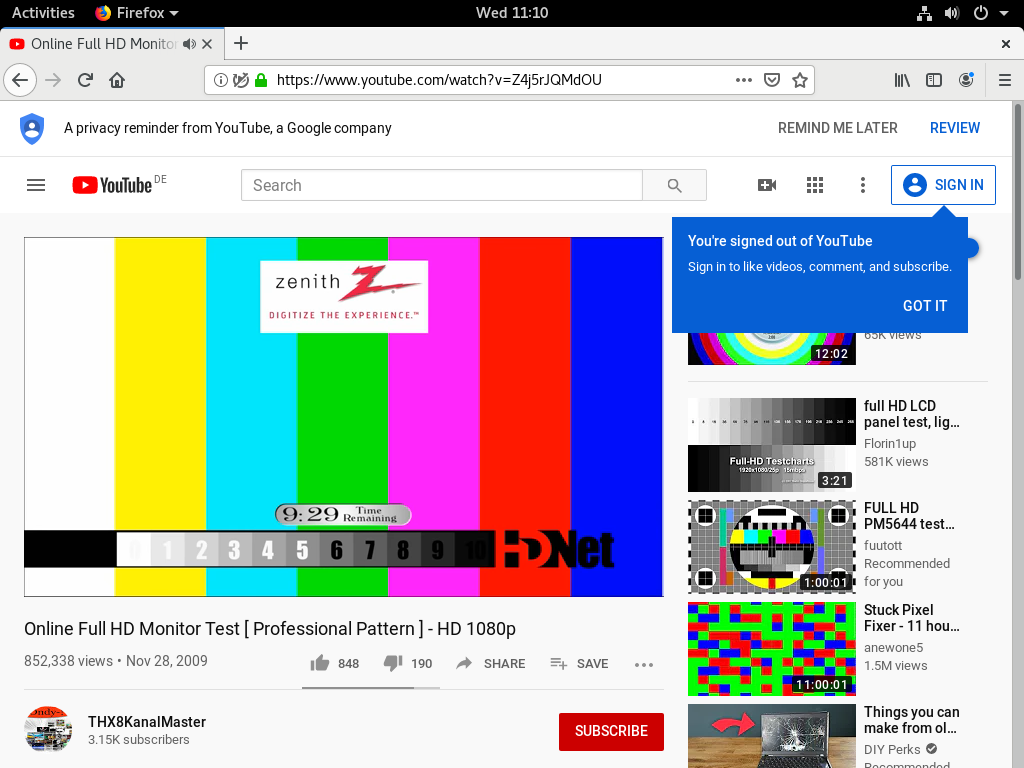 Activities
Firefox
Wed 11:10
Online Full HD Monitor
https://www.youtube.com/watch?v=Z4j5rJQMdOU
A privacy reminder from YouTube, a Google company
REMIND ME LATER
REVIEW
YouTube DE
Search
SIGN IN
You're signed out of YouTube
Sign in to like videos, comment, and subscribe.
GOT IT
zenith
DIGITIZE THE EXPERIENCE.™
9:29 Time Remaining
0 1 2 3 4 5 6 7 8 9 10
HDNet
65K views
12:02
full HD LCD
panel test, lig...
Florin1up
581K views
Full-HD Testcharts
1920x1080/25p 15mbps
3:21
FULL HD
PM5644 test...
fuutott
Recommended
for you
1:00:01
Stuck Pixel
Fixer - 11 hou...
anewone5
1.5M views
11:00:01
Things you can
make from ol...
DIY Perks
Recommended
Online Full HD Monitor Test [ Professional Pattern ] - HD 1080p
852,338 views • Nov 28, 2009
848
190
SHARE
SAVE
THX8KanalMaster
3.15K subscribers
SUBSCRIBE